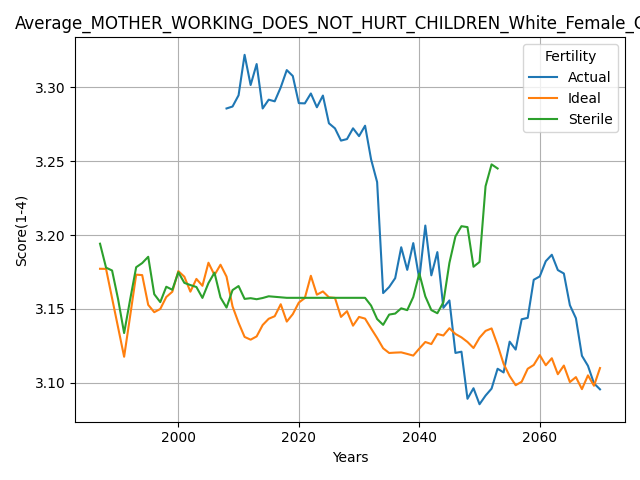 Average_MOTHER_WORKING_DOES_NOT_HURT_CHILDREN_White_Female_
Fertility
Actual
Ideal
Sterile
3.30
3.25
3.20
3.15
3.10
Score(1-4)
2000
2020
2040
2060
Years